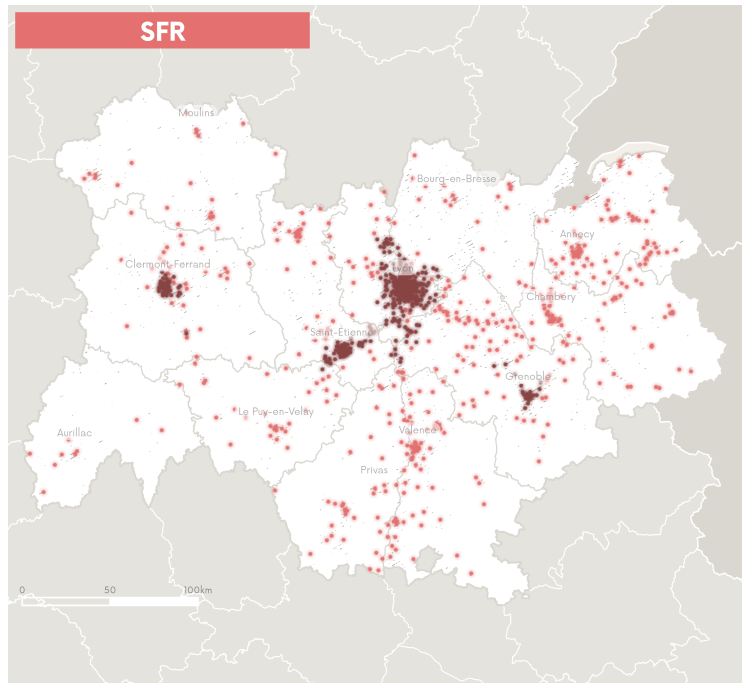 SFR
Moulins
Bourg-en-Bresse
Annecy
Clermont-Ferrand
Lyon
Chambéry
Saint-Étienne
Grenoble
Le Puy-en-Velay
Aurillac
Valence
Privas
0 50 100km